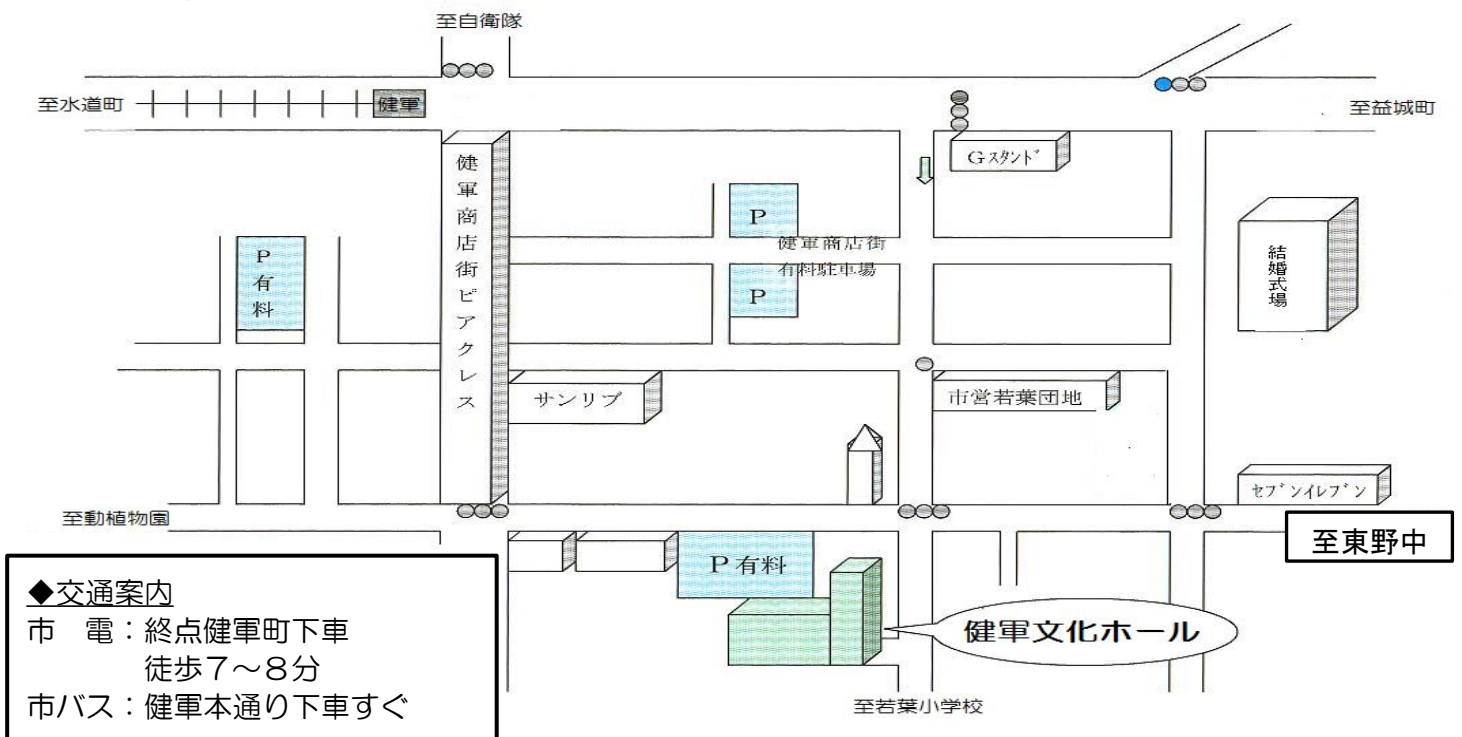 至自衛隊
至水道町
健軍
至益城町
Gスタンド
健軍商店街ピアクレス
P
健軍商店街
有料駐車場
P
P
有
料
結婚式場
サンリブ
市営若葉団地
セブンイレブン
至動植物園
至東野中
P有料
◆交通案内
市　電：終点健軍町下車
徒歩7～8分
市バス：健軍本通り下車すぐ
健軍文化ホール
至若葉小学校